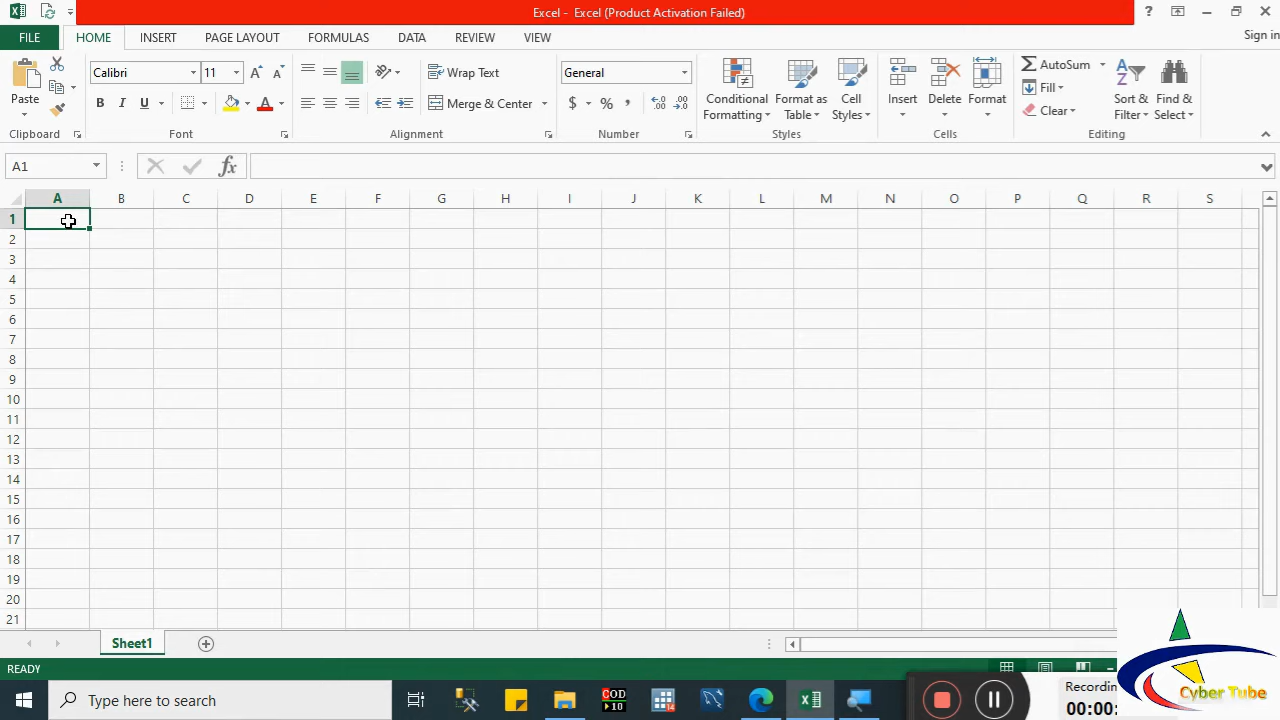 Excel - Excel (Product Activation Failed)
?
Sign in
FILE HOME INSERT PAGE LAYOUT FORMULAS DATA REVIEW VIEW
Paste
Clipboard
Calibri 11
B I U A
Font
Wrap Text
Merge & Center
Alignment
General
$ % ,
Number
Conditional Formatting
Format as Table
Cell Styles
Styles
Insert
Delete
Format
Cells
AutoSum
Fill
Clear
Sort & Filter
Find & Select
Editing
A1
fx
A B C D E F G H I J K L M N O P Q R S
1
2
3
4
5
6
7
8
9
10
11
12
13
14
15
16
17
18
19
20
21
Sheet1
READY
Type here to search
COD
10
Recording
00:00:
Cyber Tube